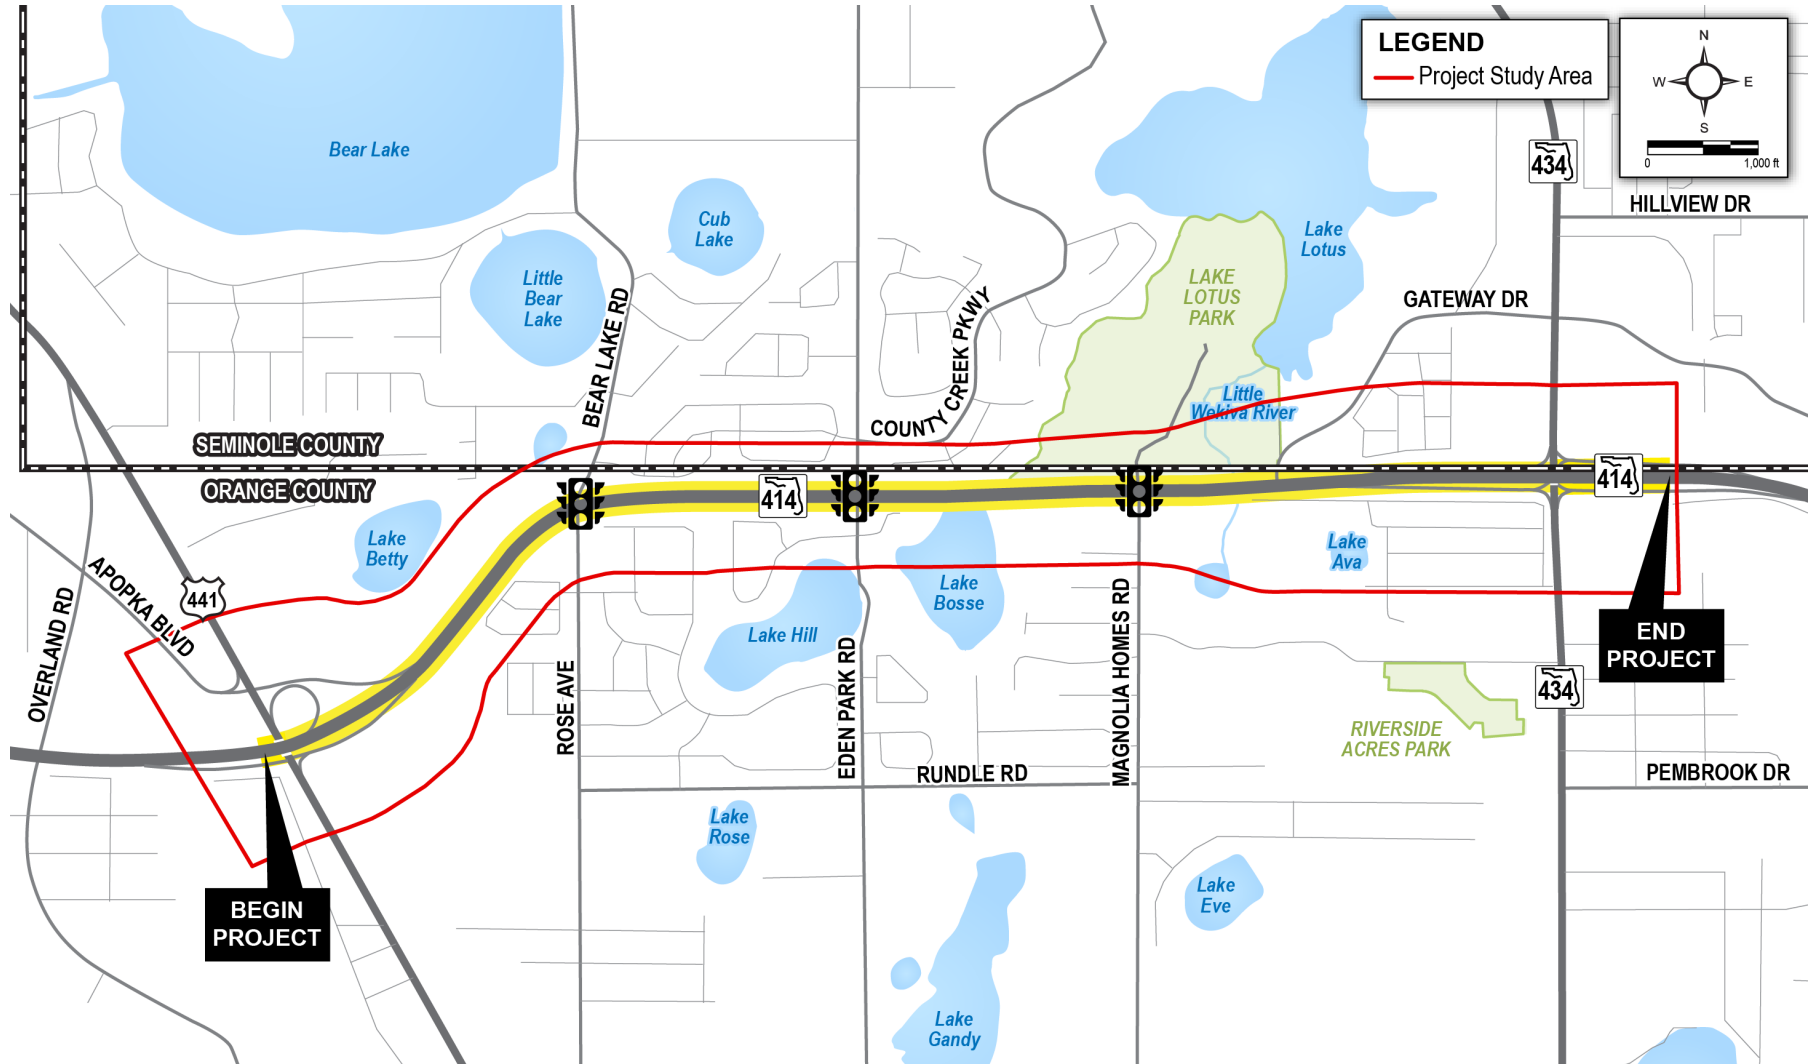 LEGEND
Project Study Area
N
W
E
S
0
1,000 ft
434
HILLVIEW DR
Bear Lake
Cub
Lake
Little
Bear
Lake
BEAR LAKE RD
COUNTY CREEK PKWY
LAKE
LOTUS
PARK
Lake
Lotus
GATEWAY DR
Little
Wekiva River
SEMINOLE COUNTY
ORANGE COUNTY
414
414
Lake
Betty
APOPKA BLVD
441
OVERLAND RD
Lake
Ava
Lake
Bosse
Lake Hill
ROSE AVE
EDEN PARK RD
MAGNOLIA HOMES RD
END
PROJECT
434
RIVERSIDE
ACRES PARK
RUNDLE RD
PEMBROOK DR
Lake
Rose
Lake
Eve
BEGIN
PROJECT
Lake
Gandy